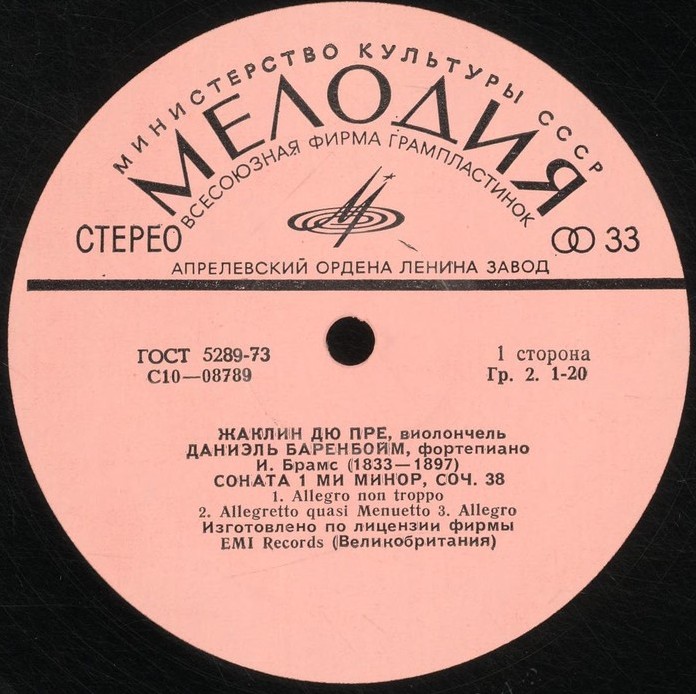 МИНИСТЕРСТВО КУЛЬТУРЫ СССР
МЕЛОДИЯ
ВСЕСОЮЗНАЯ ФИРМА ГРАМПЛАСТИНОК
СТЕРЕО
33
АПРЕЛЕВСКИЙ ОРДЕНА ЛЕНИНА ЗАВОД
ГОСТ 5289-73
1 сторона
С10—08789
Гр. 2. 1-20
ЖАКЛИН ДЮ ПРЕ, виолончель
ДАНИЭЛЬ БАРЕНБОЙМ, фортепиано
И. Брамс (1833—1897)
СОНАТА 1 МИ МИНОР, СОЧ. 38
1. Allegro non troppo
2. Allegretto quasi Menuetto 3. Allegro
Изготовлено по лицензии фирмы
EMI Records (Великобритания)